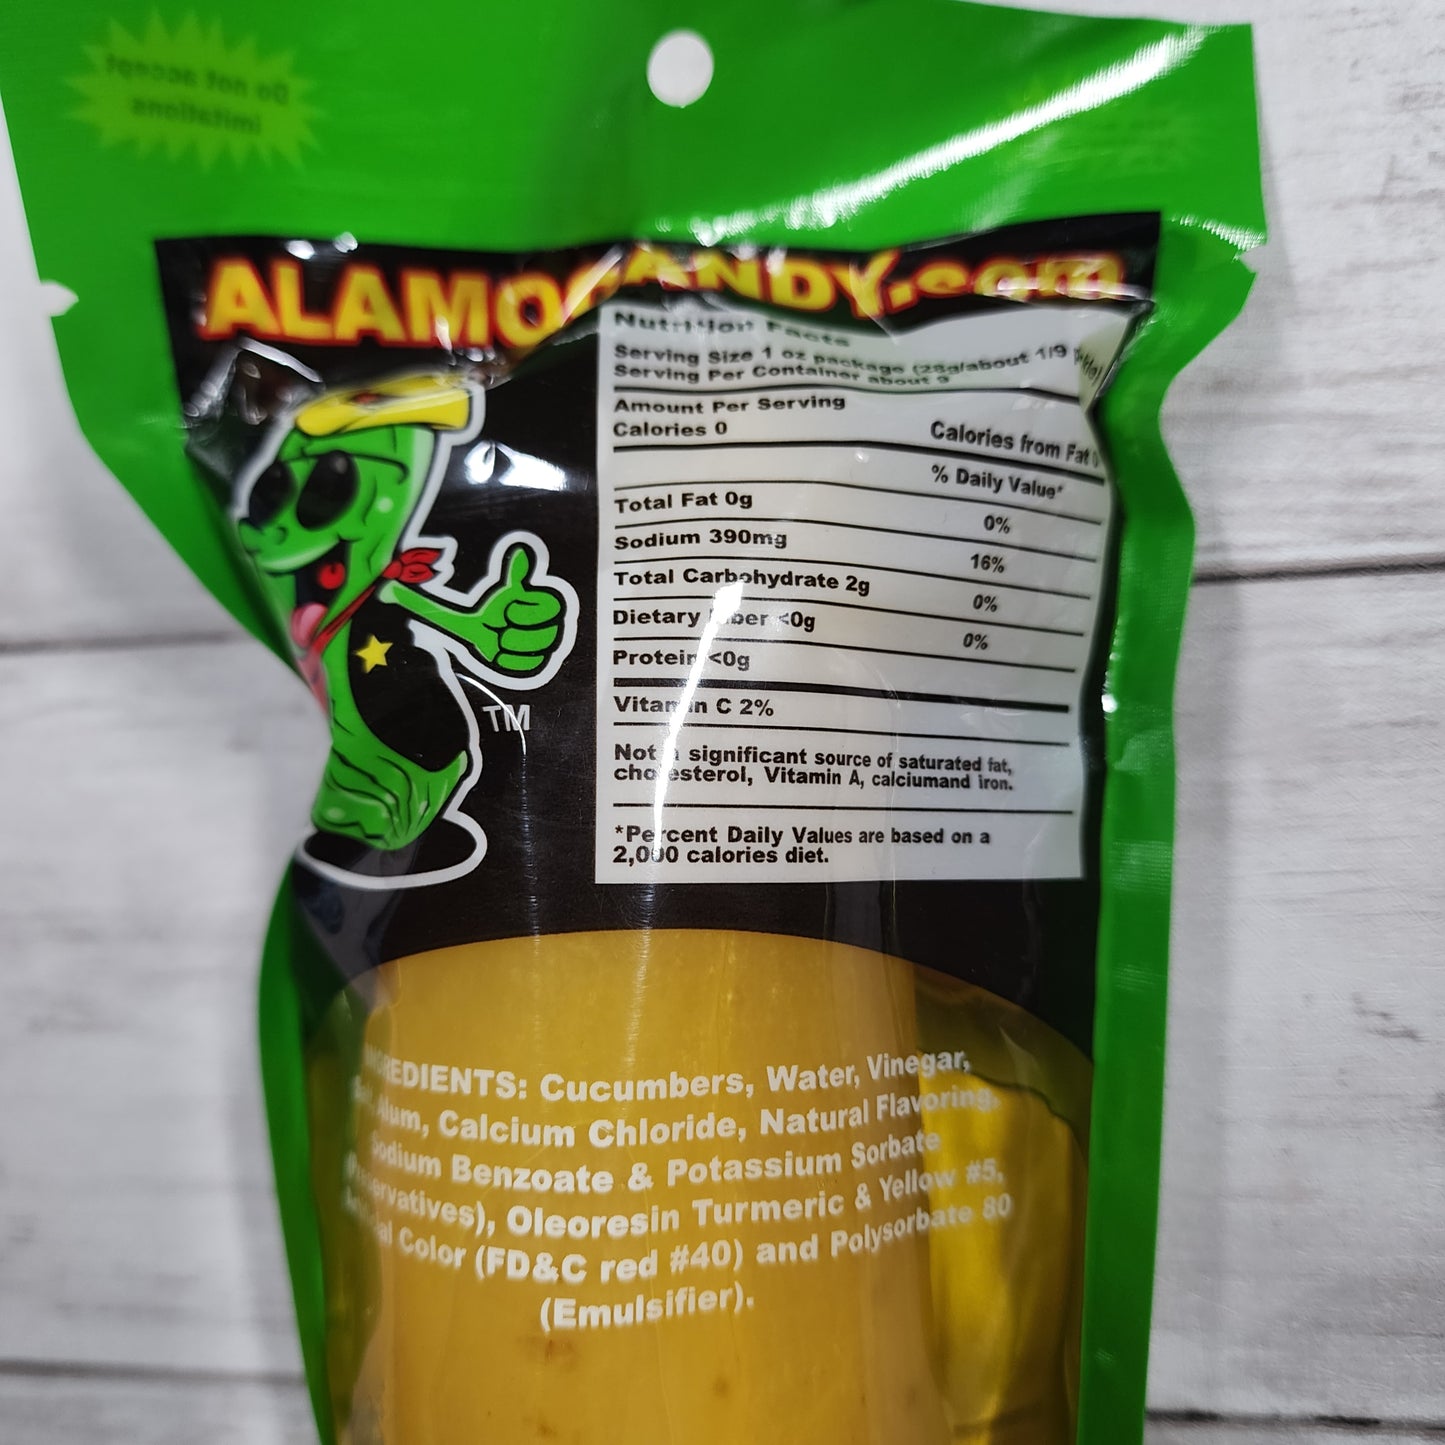 Do not accept
imitations
ALAMOCANDY.com
Nutrition Facts
Serving Size 1 oz package (28g/about 1/9
Serving Per Container about 9
Amount Per Serving
Calories 0 Calories from Fat 0
% Daily Value*
Total Fat 0g 0%
Sodium 390mg 16%
Total Carbohydrate 2g 0%
Dietary Fiber <0g 0%
Protein <0g
Vitamin C 2%
Not a significant source of saturated fat,
cholesterol, Vitamin A, calciumand iron.
*Percent Daily Values are based on a
2,000 calories diet.
TM
INGREDIENTS: Cucumbers, Water, Vinegar,
Salt, Alum, Calcium Chloride, Natural Flavoring,
Sodium Benzoate & Potassium Sorbate
(Preservatives), Oleoresin Turmeric & Yellow #5,
Artificial Color (FD&C red #40) and Polysorbate 80
(Emulsifier).